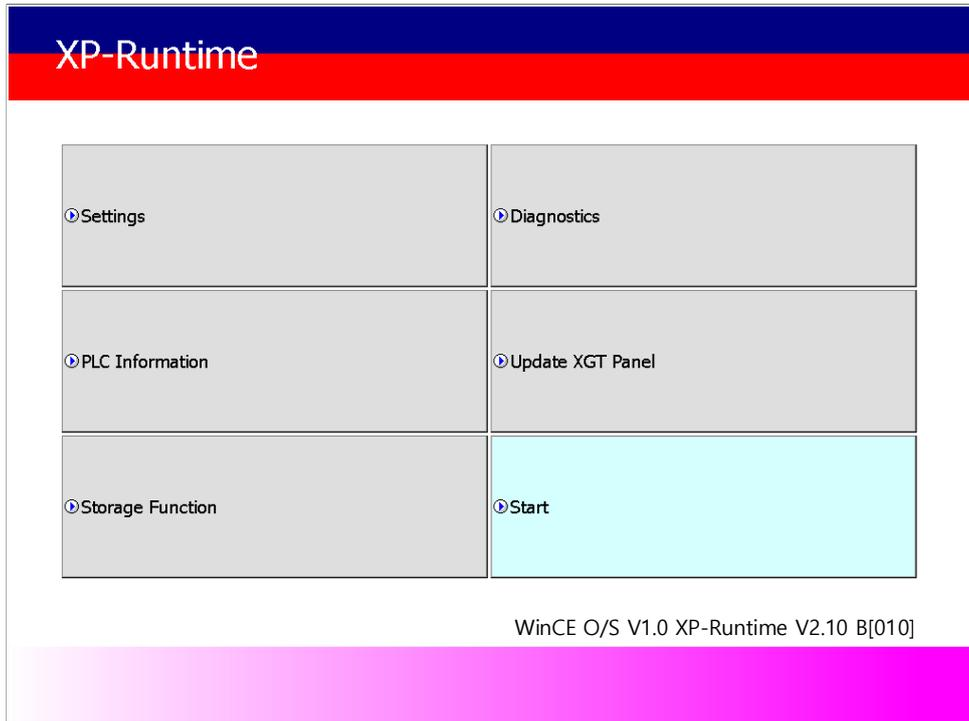 XP-Runtime
Settings
Diagnostics
PLC Information
Update XGT Panel
Storage Function
Start
WinCE O/S V1.0 XP-Runtime V2.10 B[010]